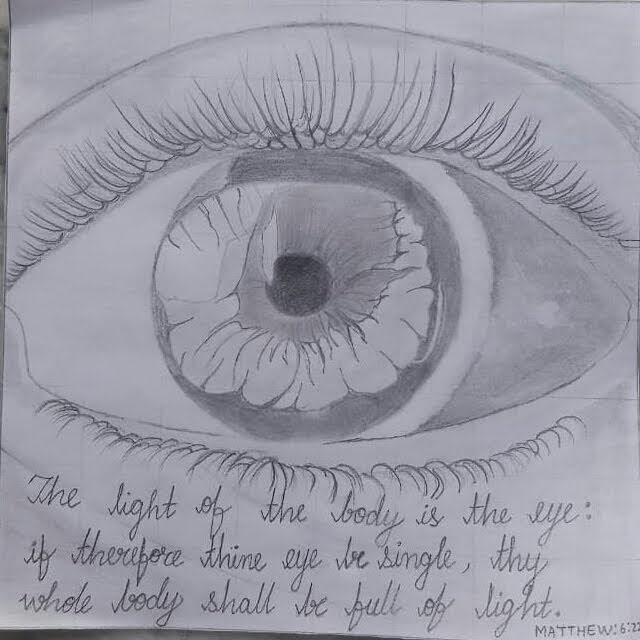 The light of the body is the eye:
if therefore thine eye be single, thy
whole body shall be full of light.
MATTHEW:6:22